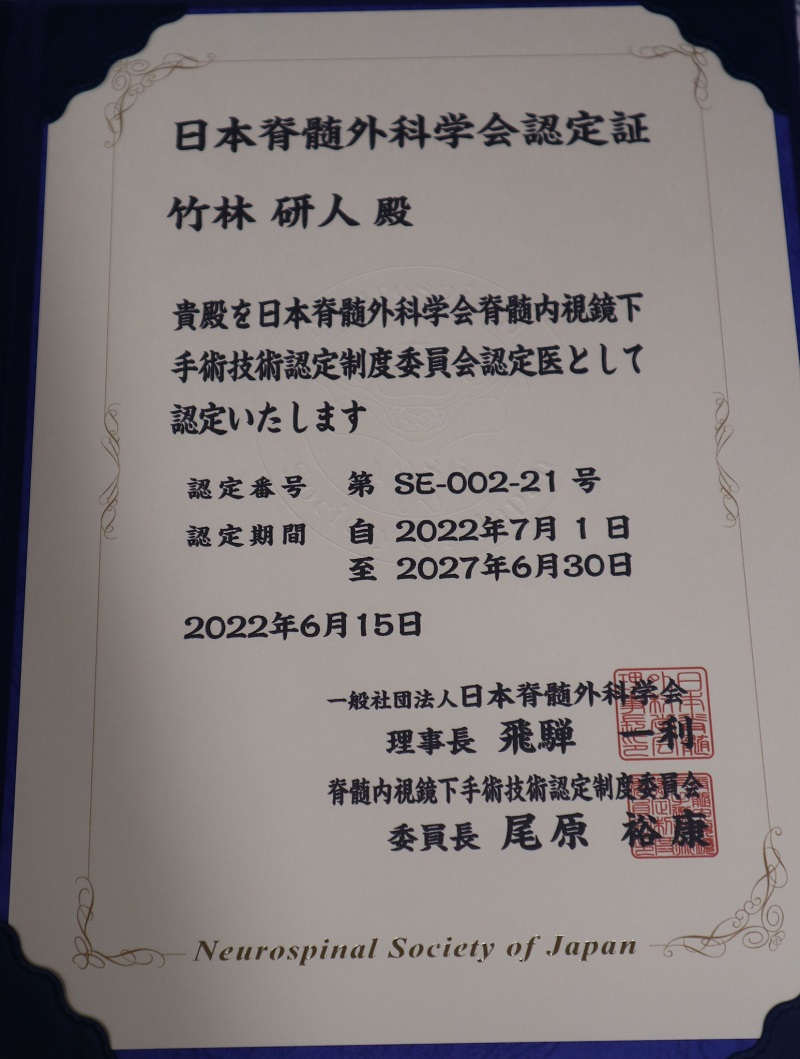 日本脊髄外科学会認定証
竹林 研人 殿
貴殿を日本脊髄外科学会脊髄内視鏡下
手術技術認定制度委員会認定医として
認定いたします
認定番号 第 SE-002-21 号
認定期間 自 2022年7月 1 日
至 2027年6月30日
2022年6月15日
一般社団法人日本脊髄外科学会
理事長 飛騨 一利
脊髄内視鏡下手術技術認定制度委員会
委員長 尾原 裕康
Neurospinal Society of Japan